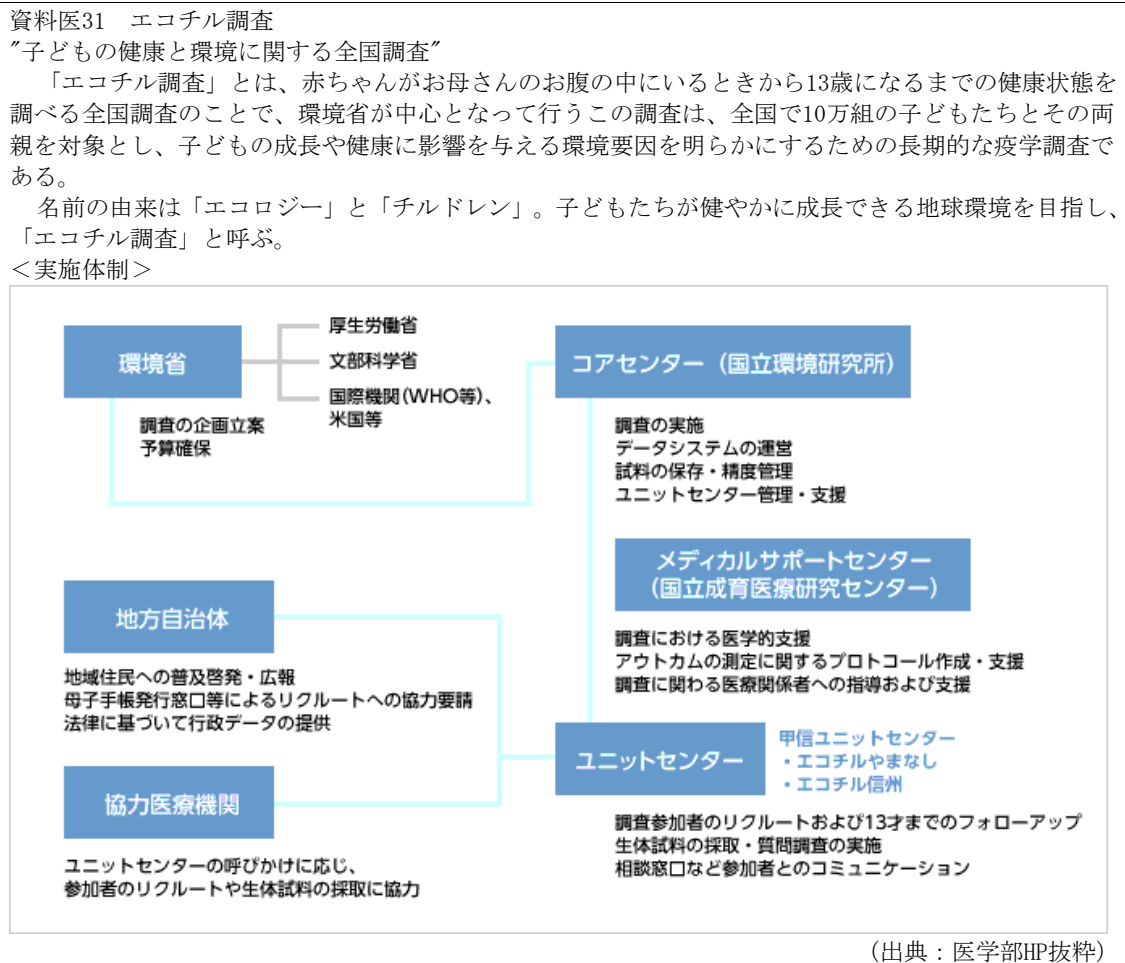 資料医31　エコチル調査
"子どもの健康と環境に関する全国調査"
「エコチル調査」とは、赤ちゃんがお母さんのお腹の中にいるときから13歳になるまでの健康状態を
調べる全国調査のことで、環境省が中心となって行うこの調査は、全国で10万組の子どもたちとその両
親を対象とし、子どもの成長や健康に影響を与える環境要因を明らかにするための長期的な疫学調査で
ある。
名前の由来は「エコロジー」と「チルドレン」。子どもたちが健やかに成長できる地球環境を目指し、
「エコチル調査」と呼ぶ。
＜実施体制＞
環境省
厚生労働省
文部科学省
国際機関(WHO等)、
米国等
調査の企画立案
予算確保
コアセンター（国立環境研究所）
調査の実施
データシステムの運営
試料の保存・精度管理
ユニットセンター管理・支援
メディカルサポートセンター
（国立成育医療研究センター）
調査における医学的支援
アウトカムの測定に関するプロトコール作成・支援
調査に関わる医療関係者への指導および支援
地方自治体
地域住民への普及啓発・広報
母子手帳発行窓口等によるリクルートへの協力要請
法律に基づいて行政データの提供
協力医療機関
ユニットセンターの呼びかけに応じ、
参加者のリクルートや生体試料の採取に協力
ユニットセンター
甲信ユニットセンター
・エコチルやまなし
・エコチル信州
調査参加者のリクルートおよび13才までのフォローアップ
生体試料の採取・質問調査の実施
相談窓口など参加者とのコミュニケーション
（出典：医学部HP抜粋）